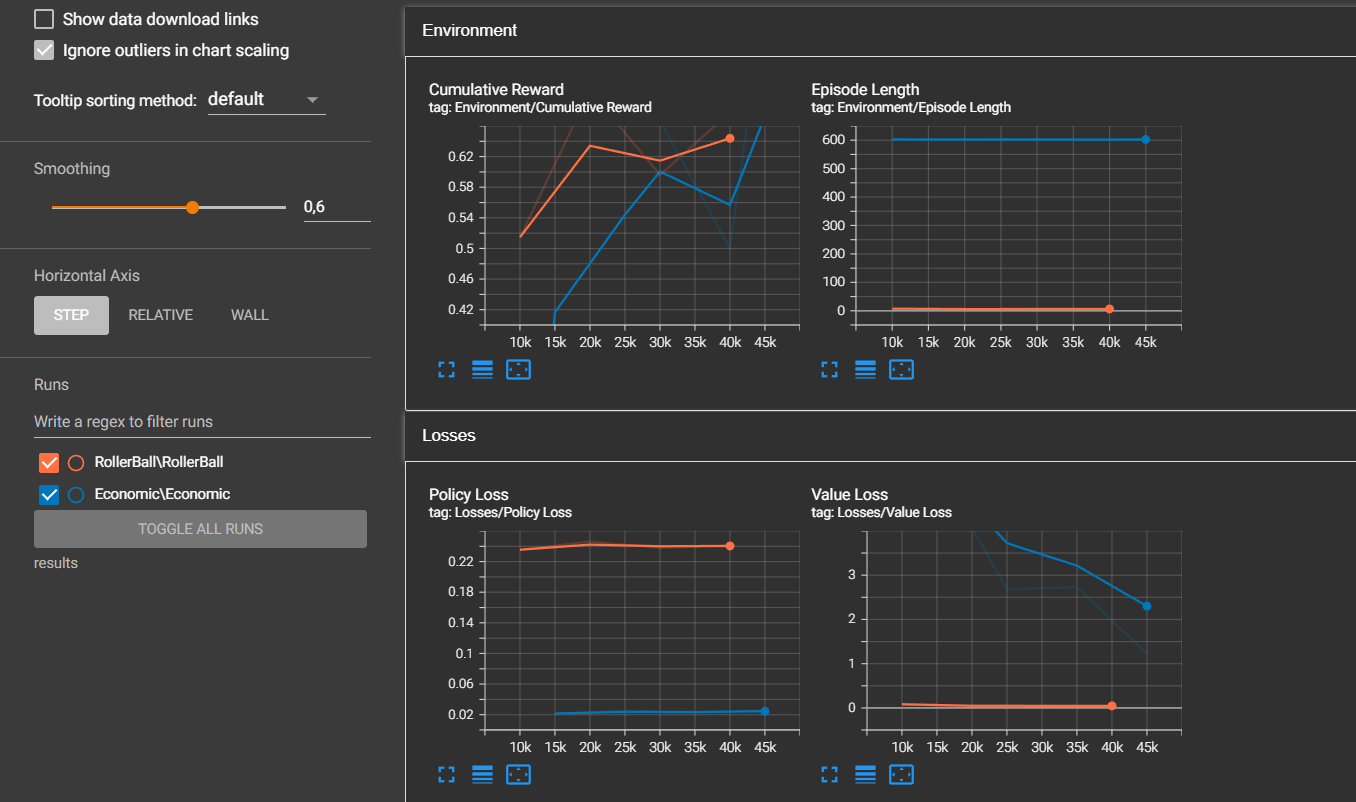 Show data download links
Ignore outliers in chart scaling
Tooltip sorting method: default
Smoothing
0,6
Horizontal Axis
STEP RELATIVE WALL
Runs
Write a regex to filter runs
RollerBall\RollerBall
Economic\Economic
TOGGLE ALL RUNS
results
Environment
Cumulative Reward
tag: Environment/Cumulative Reward
0.62
0.58
0.54
0.5
0.46
0.42
10k 15k 20k 25k 30k 35k 40k 45k
Episode Length
tag: Environment/Episode Length
600
500
400
300
200
100
0
10k 15k 20k 25k 30k 35k 40k 45k
Losses
Policy Loss
tag: Losses/Policy Loss
0.22
0.18
0.14
0.1
0.06
0.02
10k 15k 20k 25k 30k 35k 40k 45k
Value Loss
tag: Losses/Value Loss
3
2
1
0
10k 15k 20k 25k 30k 35k 40k 45k